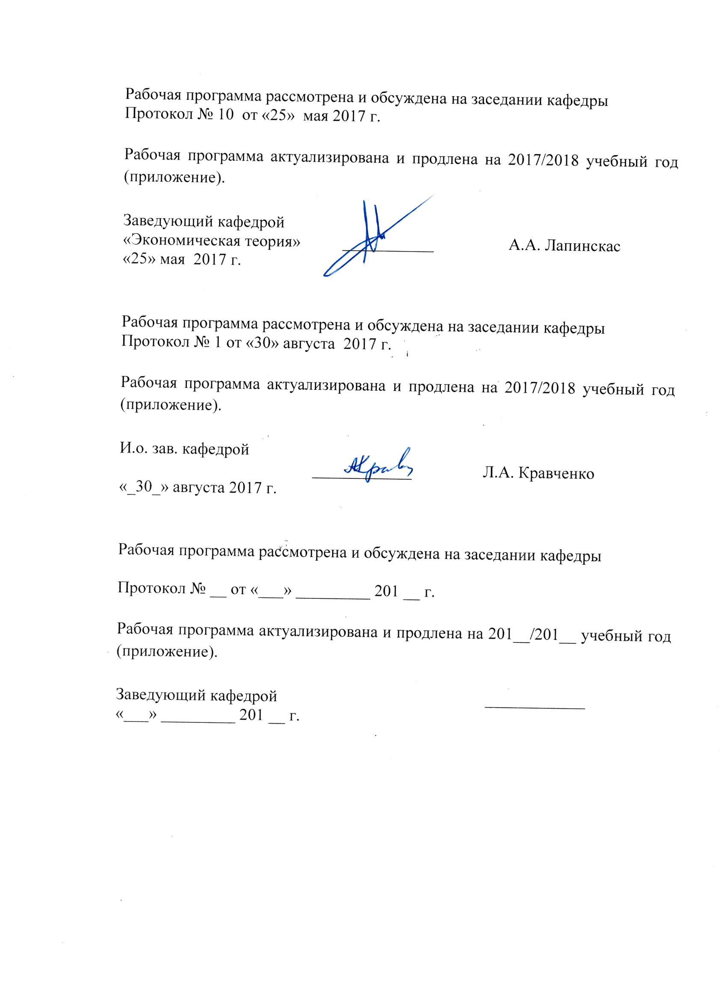 Рабочая программа рассмотрена и обсуждена на заседании кафедры
Протокол № 10 от «25» мая 2017 г.
Рабочая программа актуализирована и продлена на 2017/2018 учебный год
(приложение).
Заведующий кафедрой
«Экономическая теория» ___________ А.А. Лапинскас
«25» мая 2017 г.
Рабочая программа рассмотрена и обсуждена на заседании кафедры
Протокол № 1 от «30» августа 2017 г.
Рабочая программа актуализирована и продлена на 2017/2018 учебный год
(приложение).
И.о. зав. кафедрой
____________ Л.А. Кравченко
«_30_» августа 2017 г.
Рабочая программа рассмотрена и обсуждена на заседании кафедры
Протокол № __ от «___» _________ 201 __ г.
Рабочая программа актуализирована и продлена на 201__/201__ учебный год
(приложение).
Заведующий кафедрой ____________
«___» _________ 201 __ г.